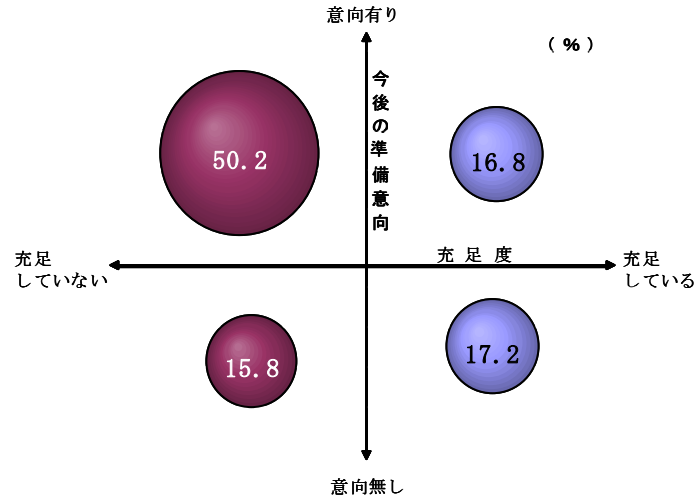 意向有り
（％）
今後の準備意向
50.2
16.8
充足度
充足
していない
充足
している
15.8
17.2
意向無し